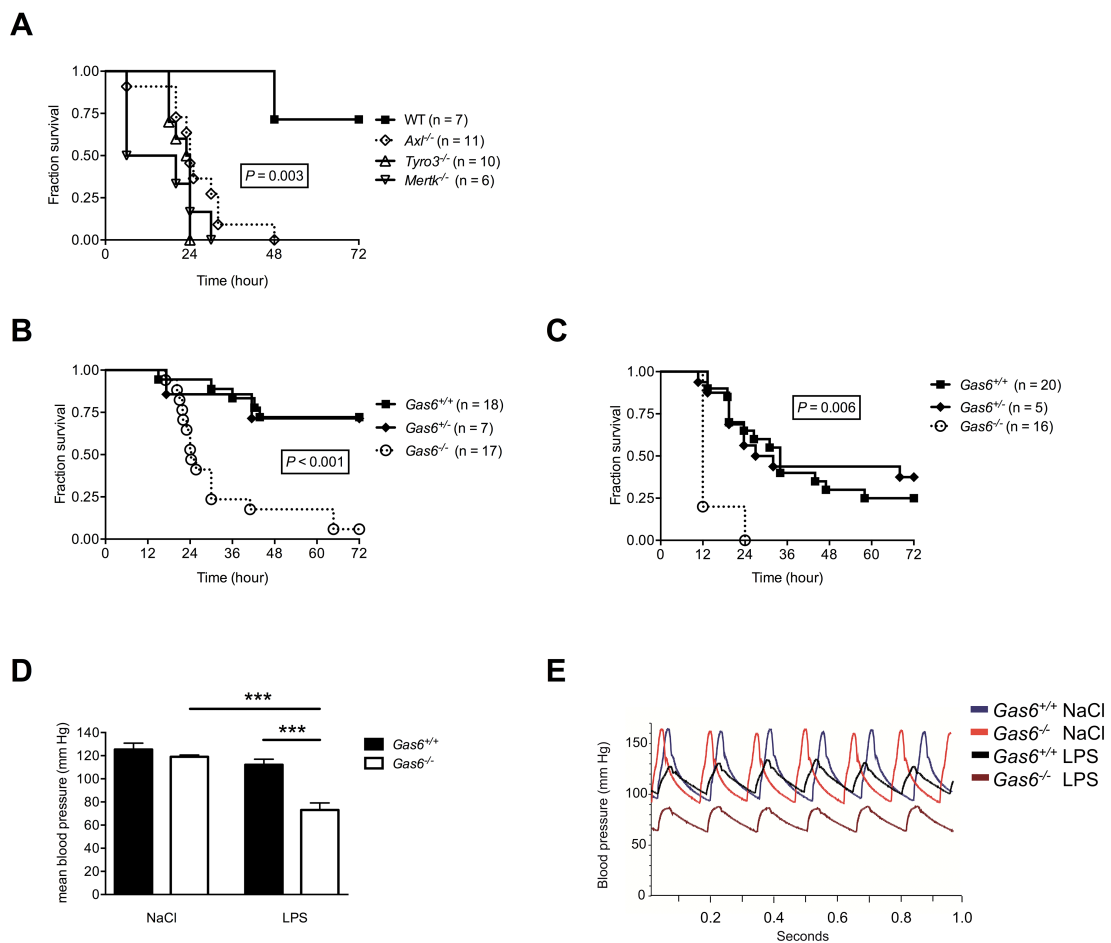 A
Fraction survival
1.00
0.75
0.50
0.25
0.00
0 24 48 72
Time (hour)
WT (n = 7)
Axl-/- (n = 11)
Tyro3-/- (n = 10)
Mertk-/- (n = 6)
P = 0.003
B
Fraction survival
1.00
0.75
0.50
0.25
0.00
0 12 24 36 48 60 72
Time (hour)
Gas6+/+ (n = 18)
Gas6+/- (n = 7)
Gas6-/- (n = 17)
P < 0.001
C
Fraction survival
1.00
0.75
0.50
0.25
0.00
0 12 24 36 48 60 72
Time (hour)
Gas6+/+ (n = 20)
Gas6+/- (n = 5)
Gas6-/- (n = 16)
P = 0.006
D
mean blood pressure (mm Hg)
140
120
100
80
60
40
20
0
NaCl LPS
***
***
Gas6+/+
Gas6-/-
E
Blood pressure (mm Hg)
150
100
50
0
0.2 0.4 0.6 0.8 1.0
Seconds
Gas6+/+ NaCl
Gas6-/- NaCl
Gas6+/+ LPS
Gas6-/- LPS